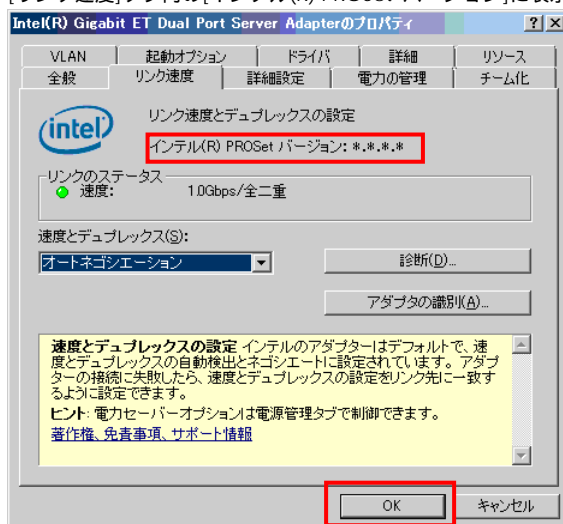 Intel(R) Gigabit ET Dual Port Server Adapterのプロパティ ? ×
VLAN 起動オプション ドライバ 詳細 リソース
全般 リンク速度 詳細設定 電力の管理 チーム化
intel
リンク速度とデュプレックスの設定
インテル(R) PROSet バージョン: *.*.*.*
リンクのステータス
速度: 1.0Gbps/全二重
速度とデュプレックス(S):
オートネゴシエーション
診断(D)...
アダプタの識別(A)...
速度とデュプレックスの設定 インテルのアダプターはデフォルトで、速
度とデュプレックスの自動検出とネゴシエートに設定されています。 アダプ
ターの接続に失敗したら、速度とデュプレックスの設定をリンク先に一致す
るように設定できます。
ヒント: 電力セーバーオプションは電源管理タブで制御できます。
著作権、免責事項、サポート情報
OK キャンセル